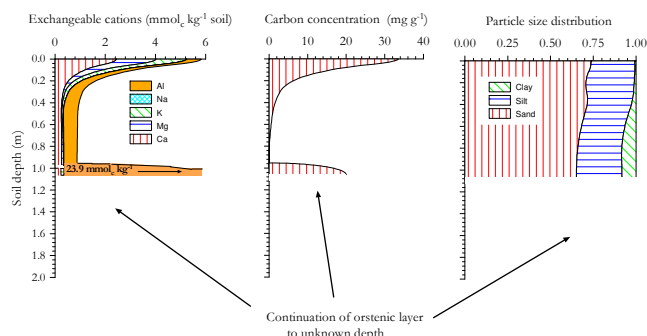 Exchangeable cations (mmolc kg-1 soil)
0 2 4 6
Carbon concentration (mg g-1)
0 10 20 30 40
Particle size distribution
0.00 0.25 0.50 0.75 1.00
Soil depth (m)
0.0
0.2
0.4
0.6
0.8
1.0
1.2
1.4
1.6
1.8
2.0
Al
Na
K
Mg
Ca
23.9 mmolc kg-1
Clay
Silt
Sand
Continuation of orstenic layer
to unknown depth